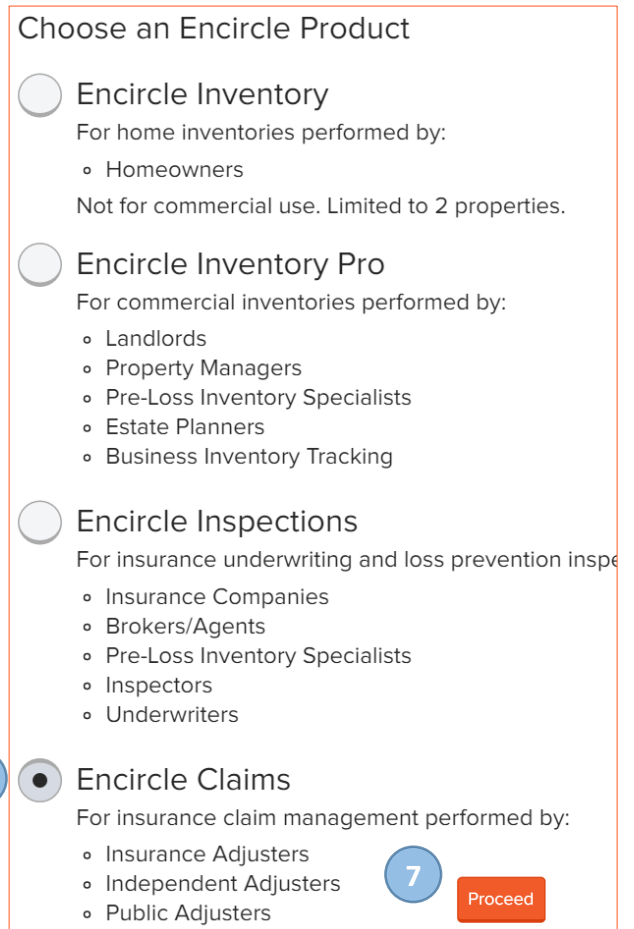 Choose an Encircle Product
Encircle Inventory
For home inventories performed by:
Homeowners
Not for commercial use. Limited to 2 properties.
Encircle Inventory Pro
For commercial inventories performed by:
Landlords
Property Managers
Pre-Loss Inventory Specialists
Estate Planners
Business Inventory Tracking
Encircle Inspections
For insurance underwriting and loss prevention inspe
Insurance Companies
Brokers/Agents
Pre-Loss Inventory Specialists
Inspectors
Underwriters
Encircle Claims
For insurance claim management performed by:
Insurance Adjusters
Independent Adjusters
7
Proceed
Public Adjusters